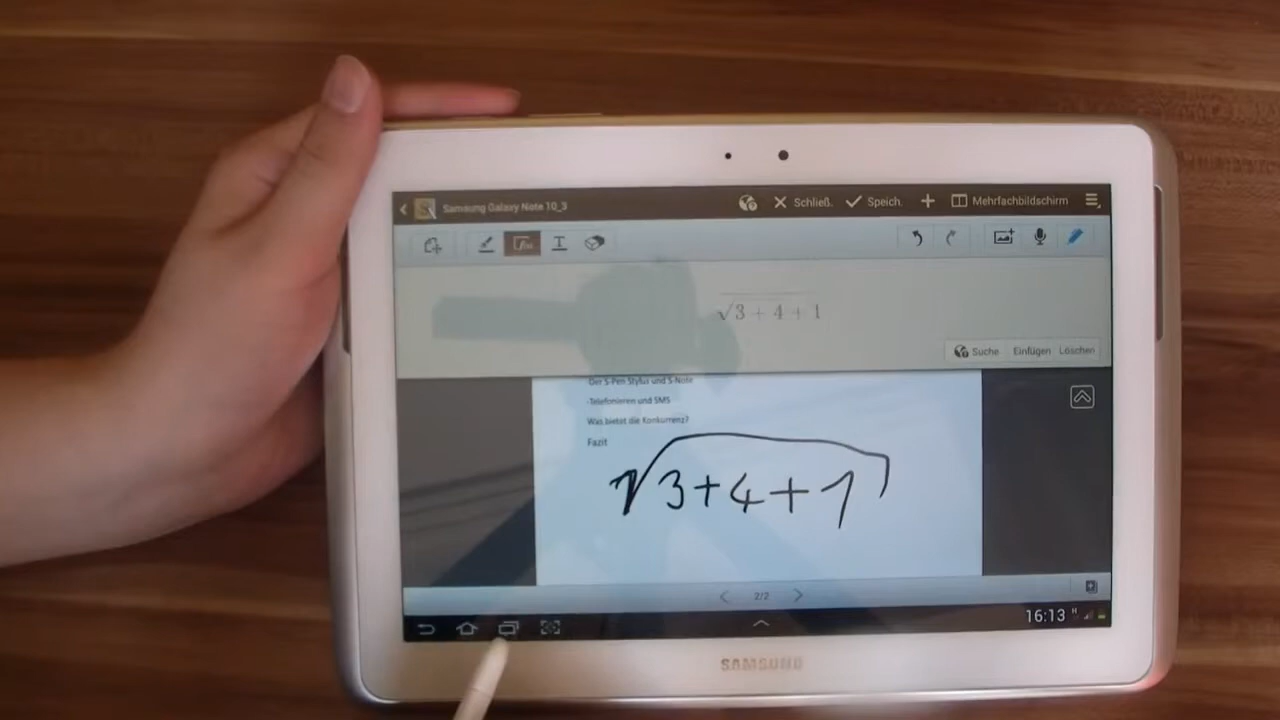 Samsung Galaxy Note 10_3 Schließ. Speich. Mehrfachbildschirm
√3 + 4 + 1
Suche Einfügen Löschen
-Der S-Pen Stylus und S-Note
-Telefonieren und SMS
Was bietet die Konkurrenz?
Fazit
√3+4+1
2/2
16:13
SAMSUNG